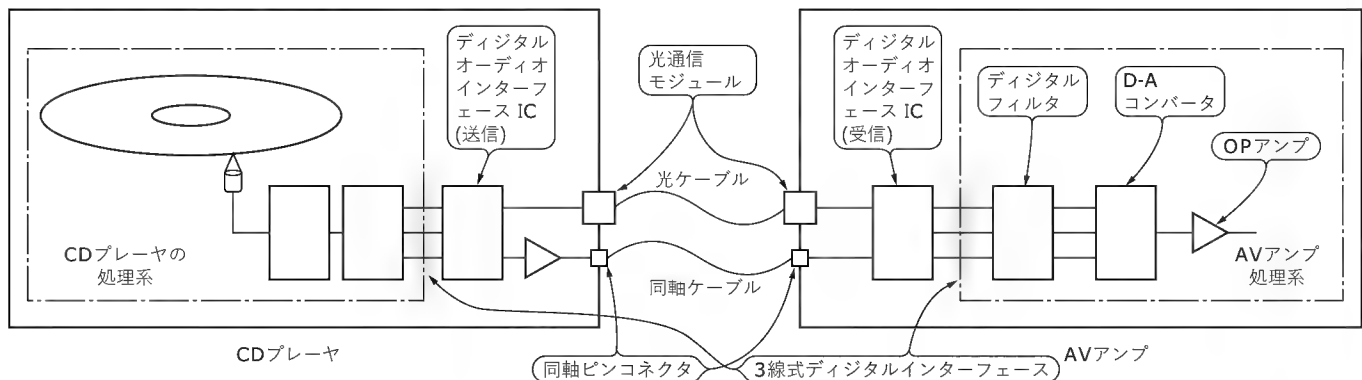 ディジタル
オーディオ
インターフ
ェース IC
(送信)
光通信
モジュール
ディジタル
オーディオ
インターフ
ェース IC
(受信)
ディジタル
フィルタ
D-A
コンバータ
OPアンプ
光ケーブル
CDプレーヤの
処理系
同軸ケーブル
AVアンプ
処理系
CDプレーヤ
AVアンプ
同軸ピンコネクタ
3線式ディジタルインターフェース